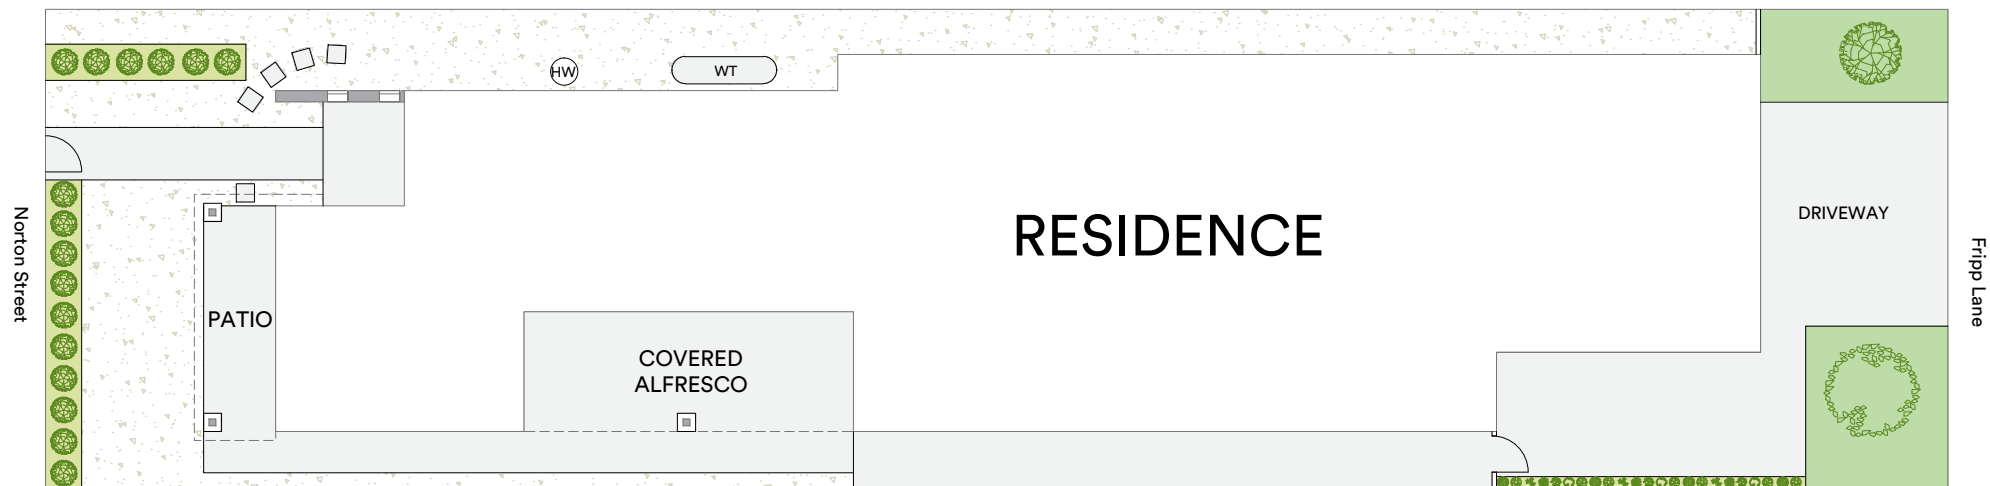 HW
WT
Norton Street
RESIDENCE
DRIVEWAY
Fripp Lane
PATIO
COVERED
ALFRESCO